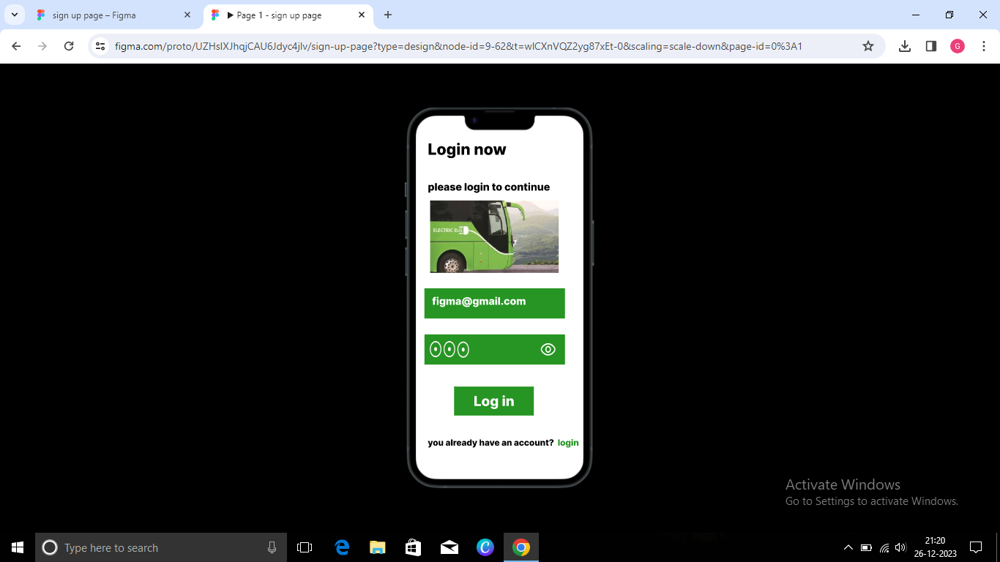 sign up page – Figma
▶ Page 1 - sign up page
figma.com/proto/UZHslXJhqjCAU6Jdyc4jlv/sign-up-page?type=design&node-id=9-62&t=wlCXnVQZ2yg87xEt-0&scaling=scale-down&page-id=0%3A1
G
Login now
please login to continue
ELECTRIC BUS
figma@gmail.com
Log in
you already have an account? login
Activate Windows
Go to Settings to activate Windows.
Type here to search
21:20
26-12-2023